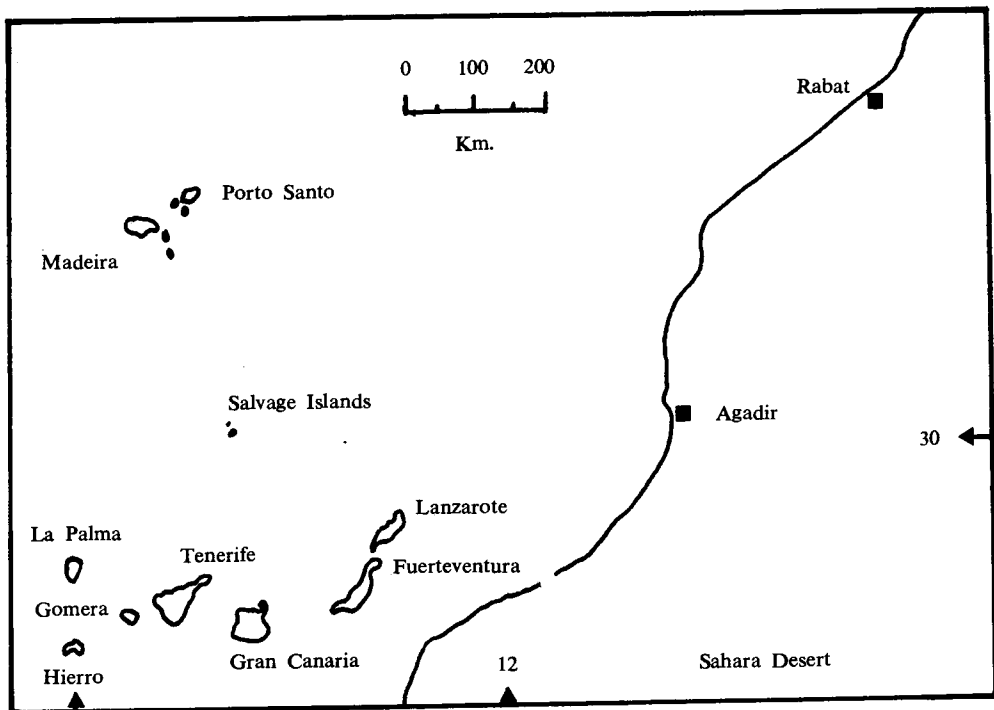 0 100 200
Km.
Rabat
Porto Santo
Madeira
Salvage Islands
Agadir
30
Lanzarote
La Palma
Tenerife
Fuerteventura
Gomera
Gran Canaria
12
Sahara Desert
Hierro